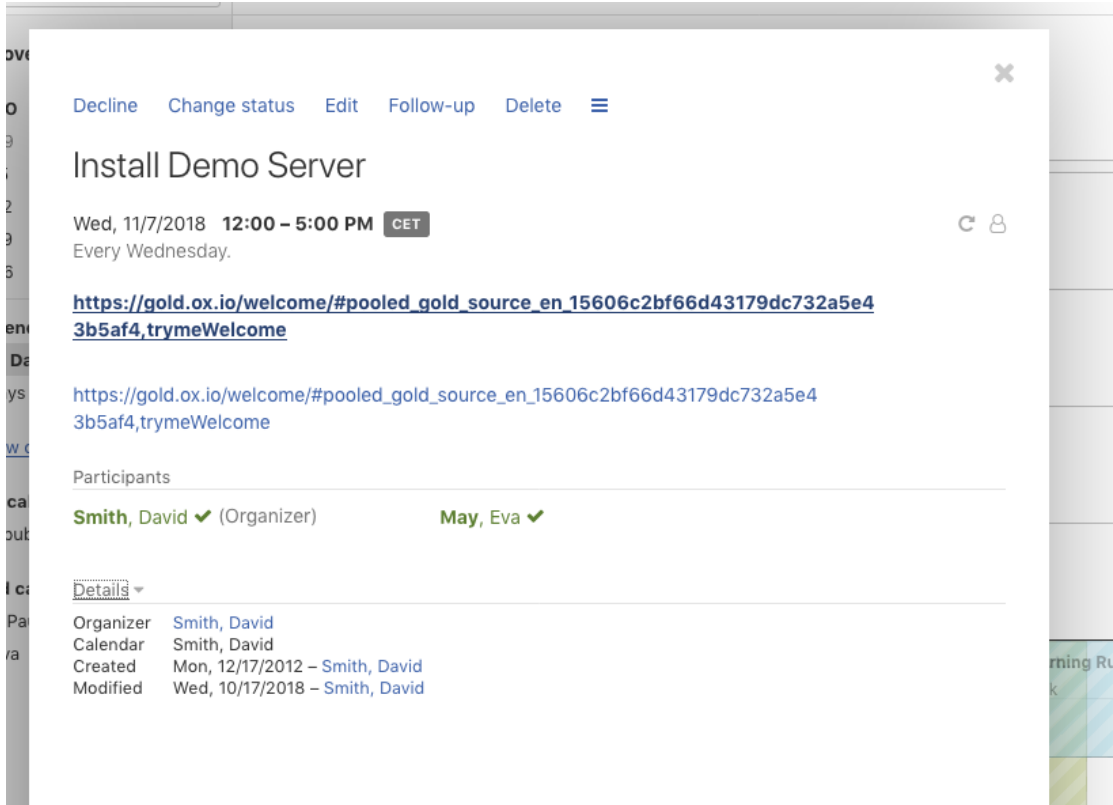 Decline Change status Edit Follow-up Delete
Install Demo Server
Wed, 11/7/2018 12:00 – 5:00 PM CET
Every Wednesday.
https://gold.ox.io/welcome/#pooled_gold_source_en_15606c2bf66d43179dc732a5e4
3b5af4,trymeWelcome
https://gold.ox.io/welcome/#pooled_gold_source_en_15606c2bf66d43179dc732a5e4
3b5af4,trymeWelcome
Participants
Smith, David ✔ (Organizer) May, Eva ✔
Details
Organizer Smith, David
Calendar Smith, David
Created Mon, 12/17/2012 – Smith, David
Modified Wed, 10/17/2018 – Smith, David